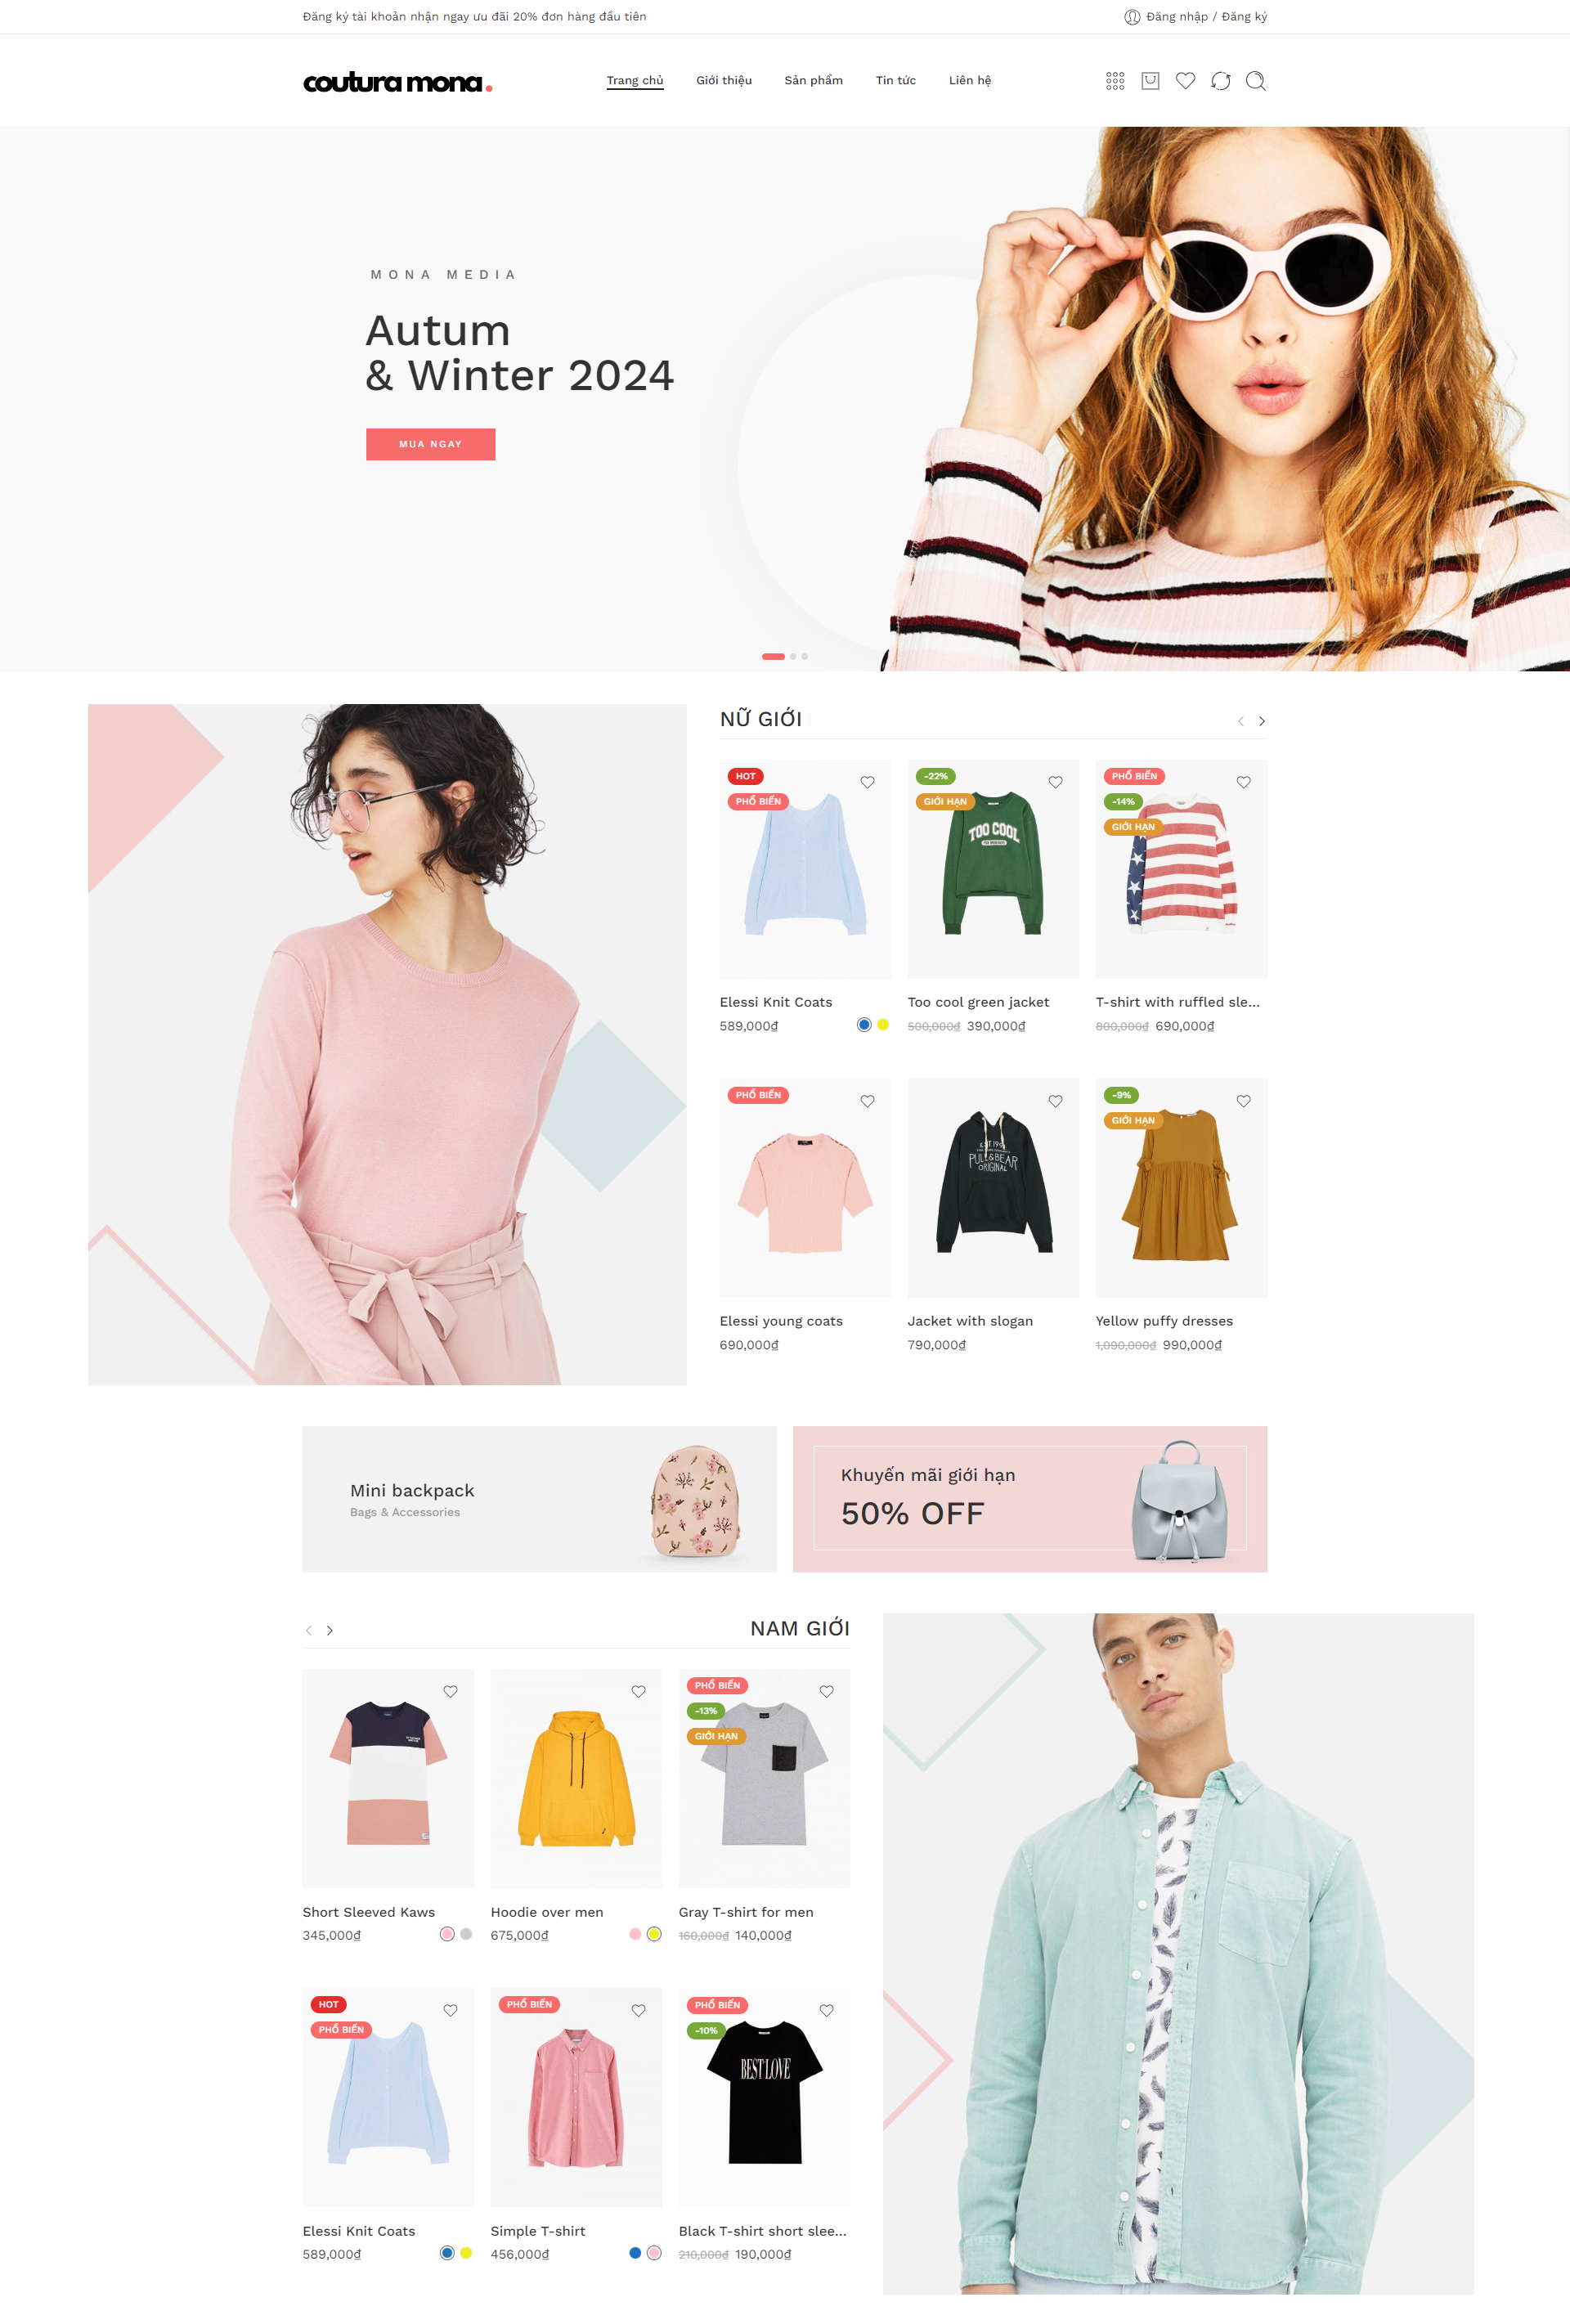 Đăng ký tài khoản nhận ngay ưu đãi 20% đơn hàng đầu tiên
Đăng nhập / Đăng ký
coutura mona.
Trang chủ
Giới thiệu
Sản phẩm
Tin tức
Liên hệ
MONA MEDIA
Autum
& Winter 2024
MUA NGAY
NỮ GIỚI
HOT
PHỔ BIẾN
-22%
GIỚI HẠN
TOO COOL
PHỔ BIẾN
-14%
GIỚI HẠN
Elessi Knit Coats
589,000₫
Too cool green jacket
500,000₫ 390,000₫
T-shirt with ruffled sle...
800,000₫ 690,000₫
PHỔ BIẾN
PULL&BEAR
ORIGINAL
-9%
GIỚI HẠN
Elessi young coats
690,000₫
Jacket with slogan
790,000₫
Yellow puffy dresses
1,090,000₫ 990,000₫
Mini backpack
Bags & Accessories
Khuyến mãi giới hạn
50% OFF
NAM GIỚI
PHỔ BIẾN
-13%
GIỚI HẠN
Short Sleeved Kaws
345,000₫
Hoodie over men
675,000₫
Gray T-shirt for men
160,000₫ 140,000₫
HOT
PHỔ BIẾN
PHỔ BIẾN
PHỔ BIẾN
-10%
BEST LOVE
Elessi Knit Coats
589,000₫
Simple T-shirt
456,000₫
Black T-shirt short slee...
210,000₫ 190,000₫